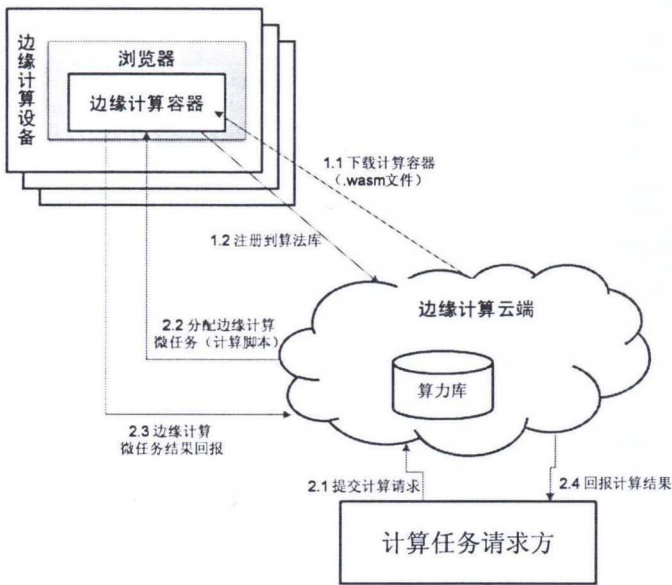 边缘计算设备
浏览器
边缘计算容器
1.1 下载计算容器
（.wasm文件）
1.2 注册到算法库
边缘计算云端
2.2 分配边缘计算
微任务（计算脚本）
算力库
2.3 边缘计算
微任务结果回报
2.1 提交计算请求
2.4 回报计算结果
计算任务请求方